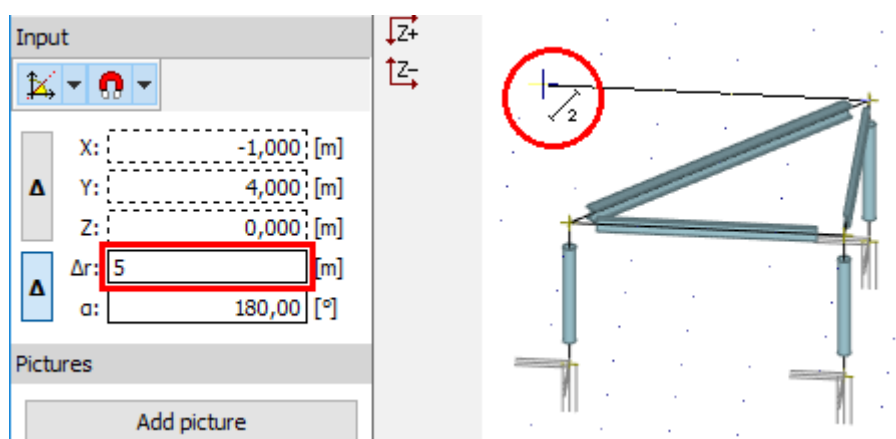 Input
Z+
Z-
X: -1,000 [m]
Δ Y: 4,000 [m]
Z: 0,000 [m]
Δr: 5 [m]
Δ α: 180,00 [°]
2
Pictures
Add picture